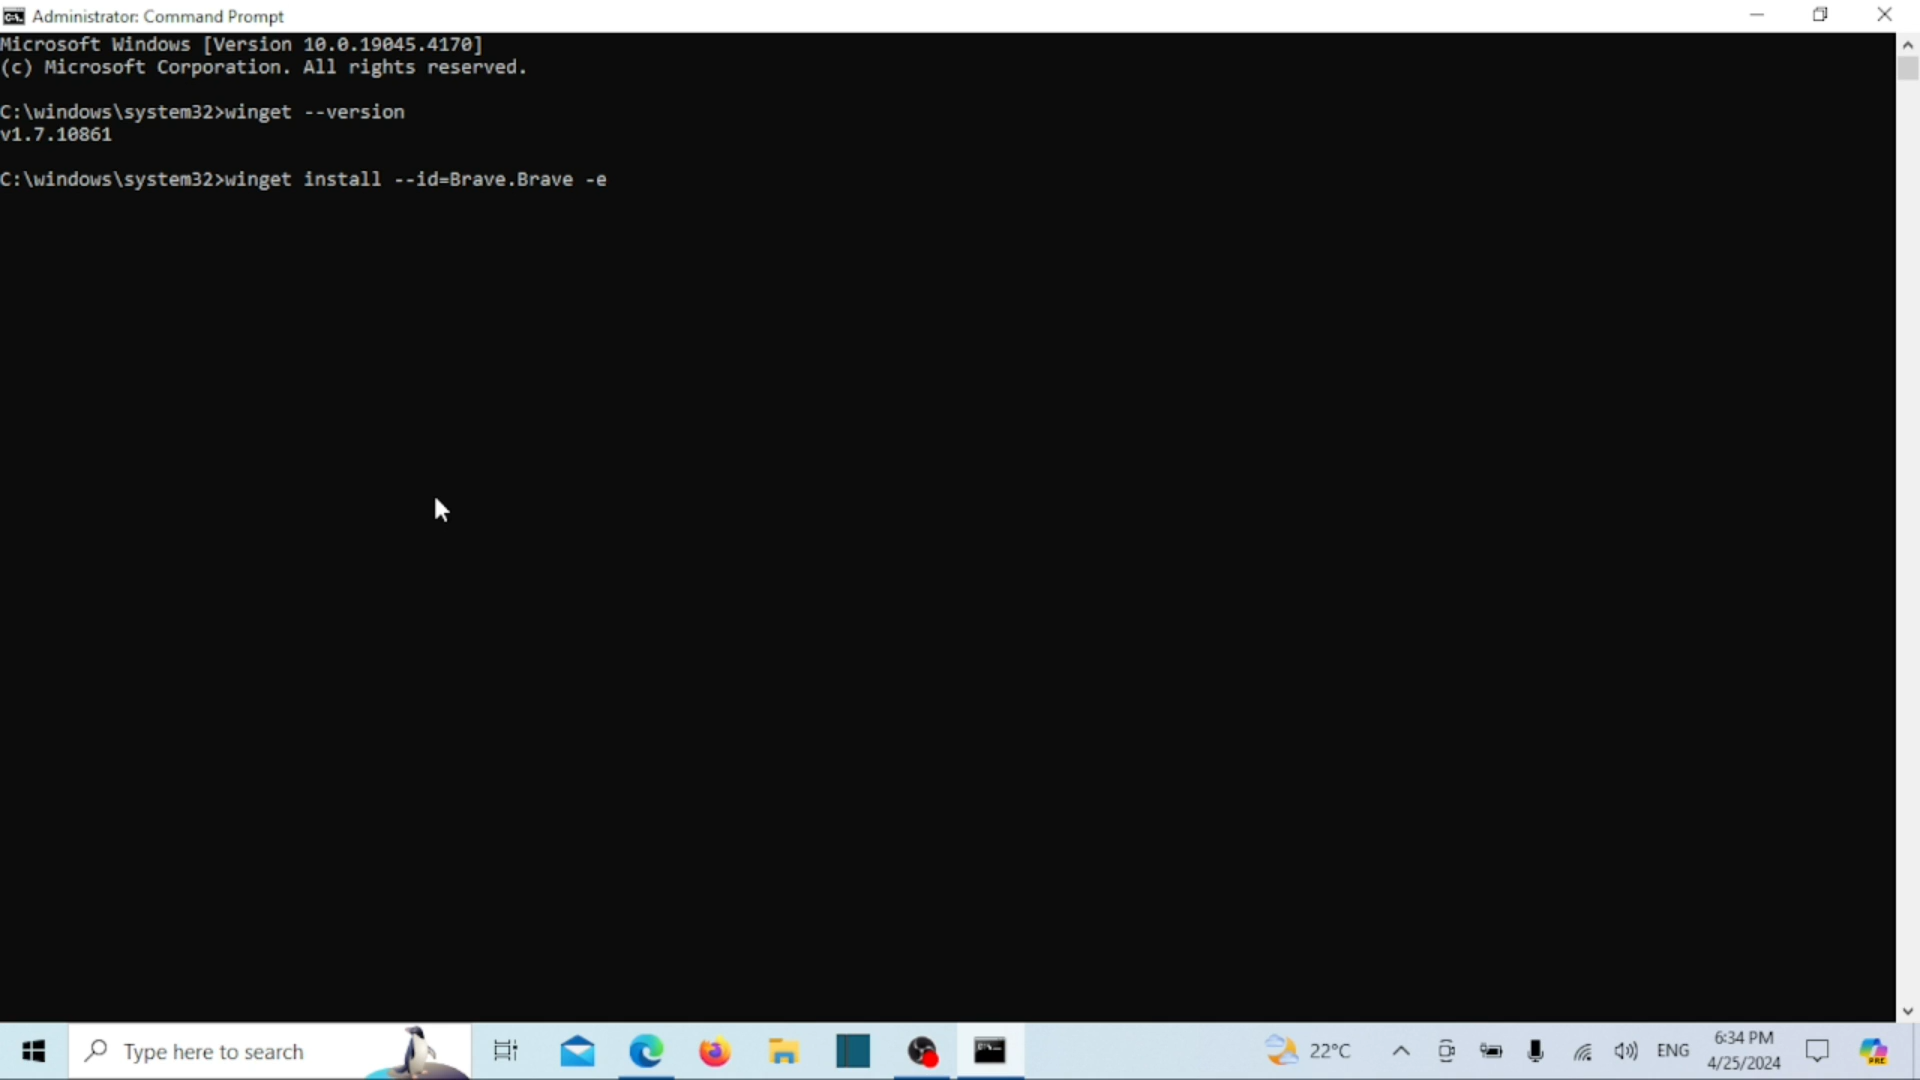 Administrator: Command Prompt
Microsoft Windows [Version 10.0.19045.4170]
(c) Microsoft Corporation. All rights reserved.
C:\windows\system32>winget --version
v1.7.10861
C:\windows\system32>winget install --id=Brave.Brave -e
Type here to search
22°C
ENG
6:34 PM
4/25/2024
PRE